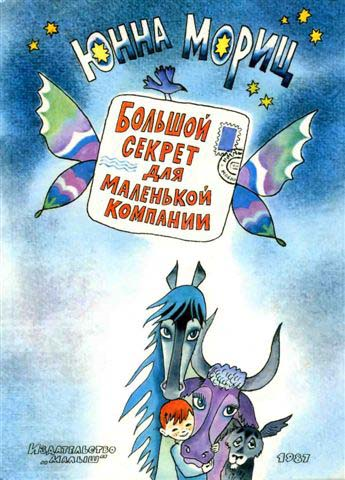 ЮННА МОРИЦ
БОЛЬШОЙ
СЕКРЕТ
ДЛЯ
МАЛЕНЬКОЙ
КОМПАНИИ
ИЗДАТЕЛЬСТВО
„МАЛЫШ“
1987